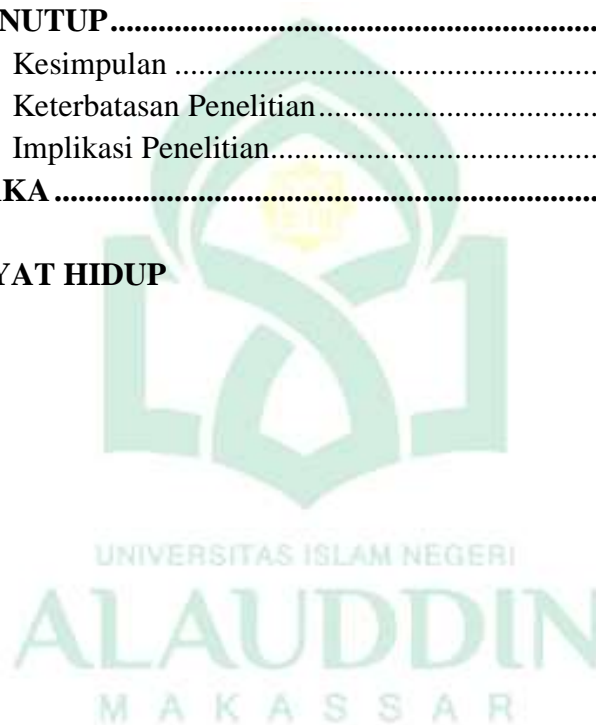 NUTUP
Kesimpulan
Keterbatasan Penelitian
Implikasi Penelitian
KA
YAT HIDUP
UNIVERSITAS ISLAM NEGERI
ALAUDDIN
MAKASSAR